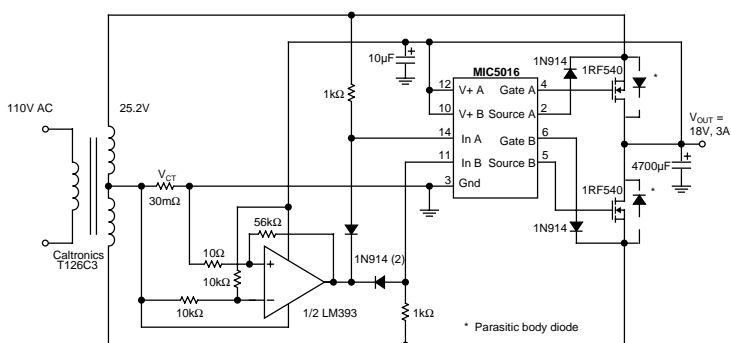 10µF
MIC5016
1N914
1RF540
*
1kΩ
12
V+ A
Gate A
4
10
V+ B
Source A
2
14
In A
Gate B
6
11
In B
Source B
5
3
Gnd
110V AC
25.2V
V_OUT =
18V, 3A
4700µF
V_CT
30mΩ
1RF540
*
1N914
56kΩ
10Ω
10kΩ
+
−
1N914 (2)
10kΩ
1/2 LM393
1kΩ
Caltronics
T126C3
* Parasitic body diode